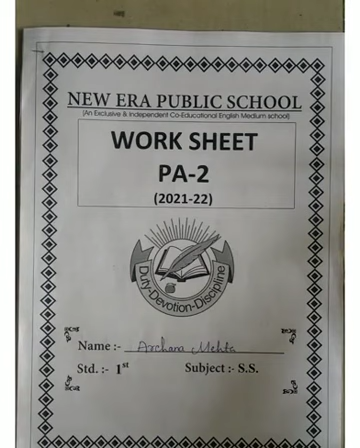 NEW ERA PUBLIC SCHOOL
(An Exclusive & Independent Co-Educational English Medium school)
WORK SHEET
PA-2
(2021-22)
Duty-Devotion-Discipline
Name :- Archana Mehta
Std. :- 1st Subject :- S.S.